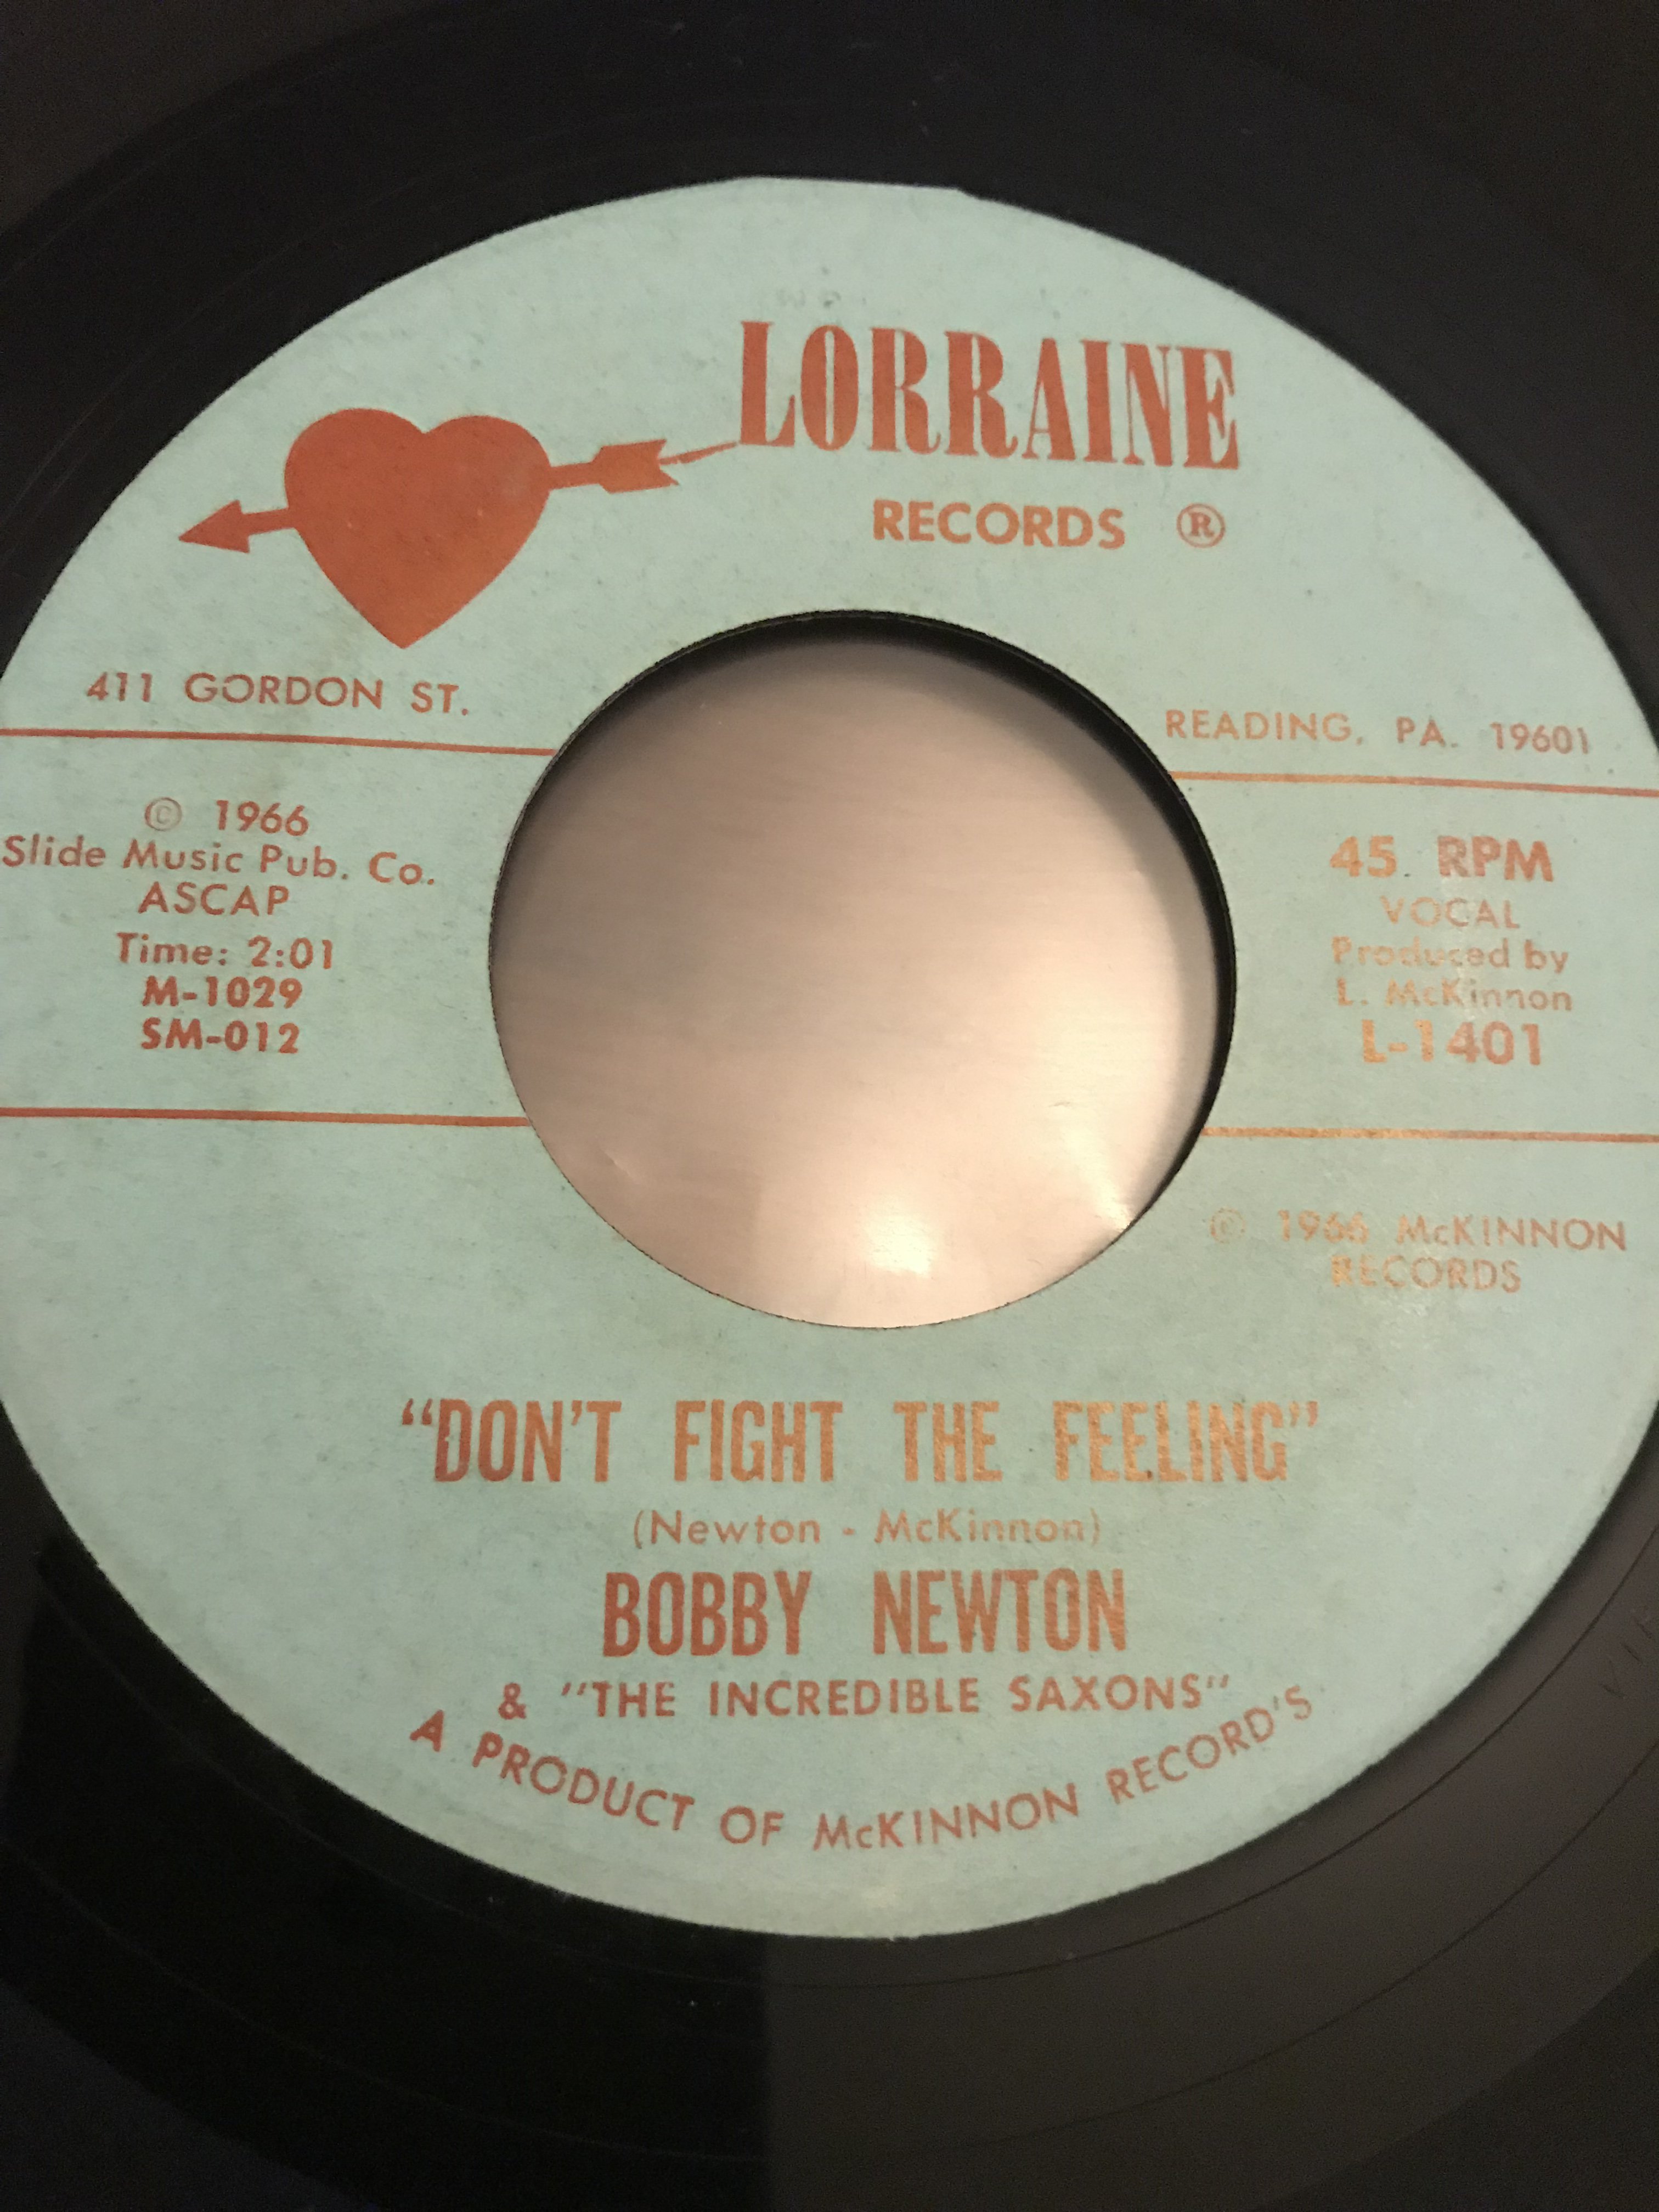 LORRAINE
RECORDS ®
411 GORDON ST.
READING, PA. 19601
© 1966
Slide Music Pub. Co.
ASCAP
Time: 2:01
M-1029
SM-012
45 RPM
VOCAL
Produced by
L. McKinnon
L-1401
© 1966 McKINNON
RECORDS
"DON'T FIGHT THE FEELING"
(Newton - McKinnon)
BOBBY NEWTON
& "THE INCREDIBLE SAXONS"
A PRODUCT OF McKINNON RECORD'S